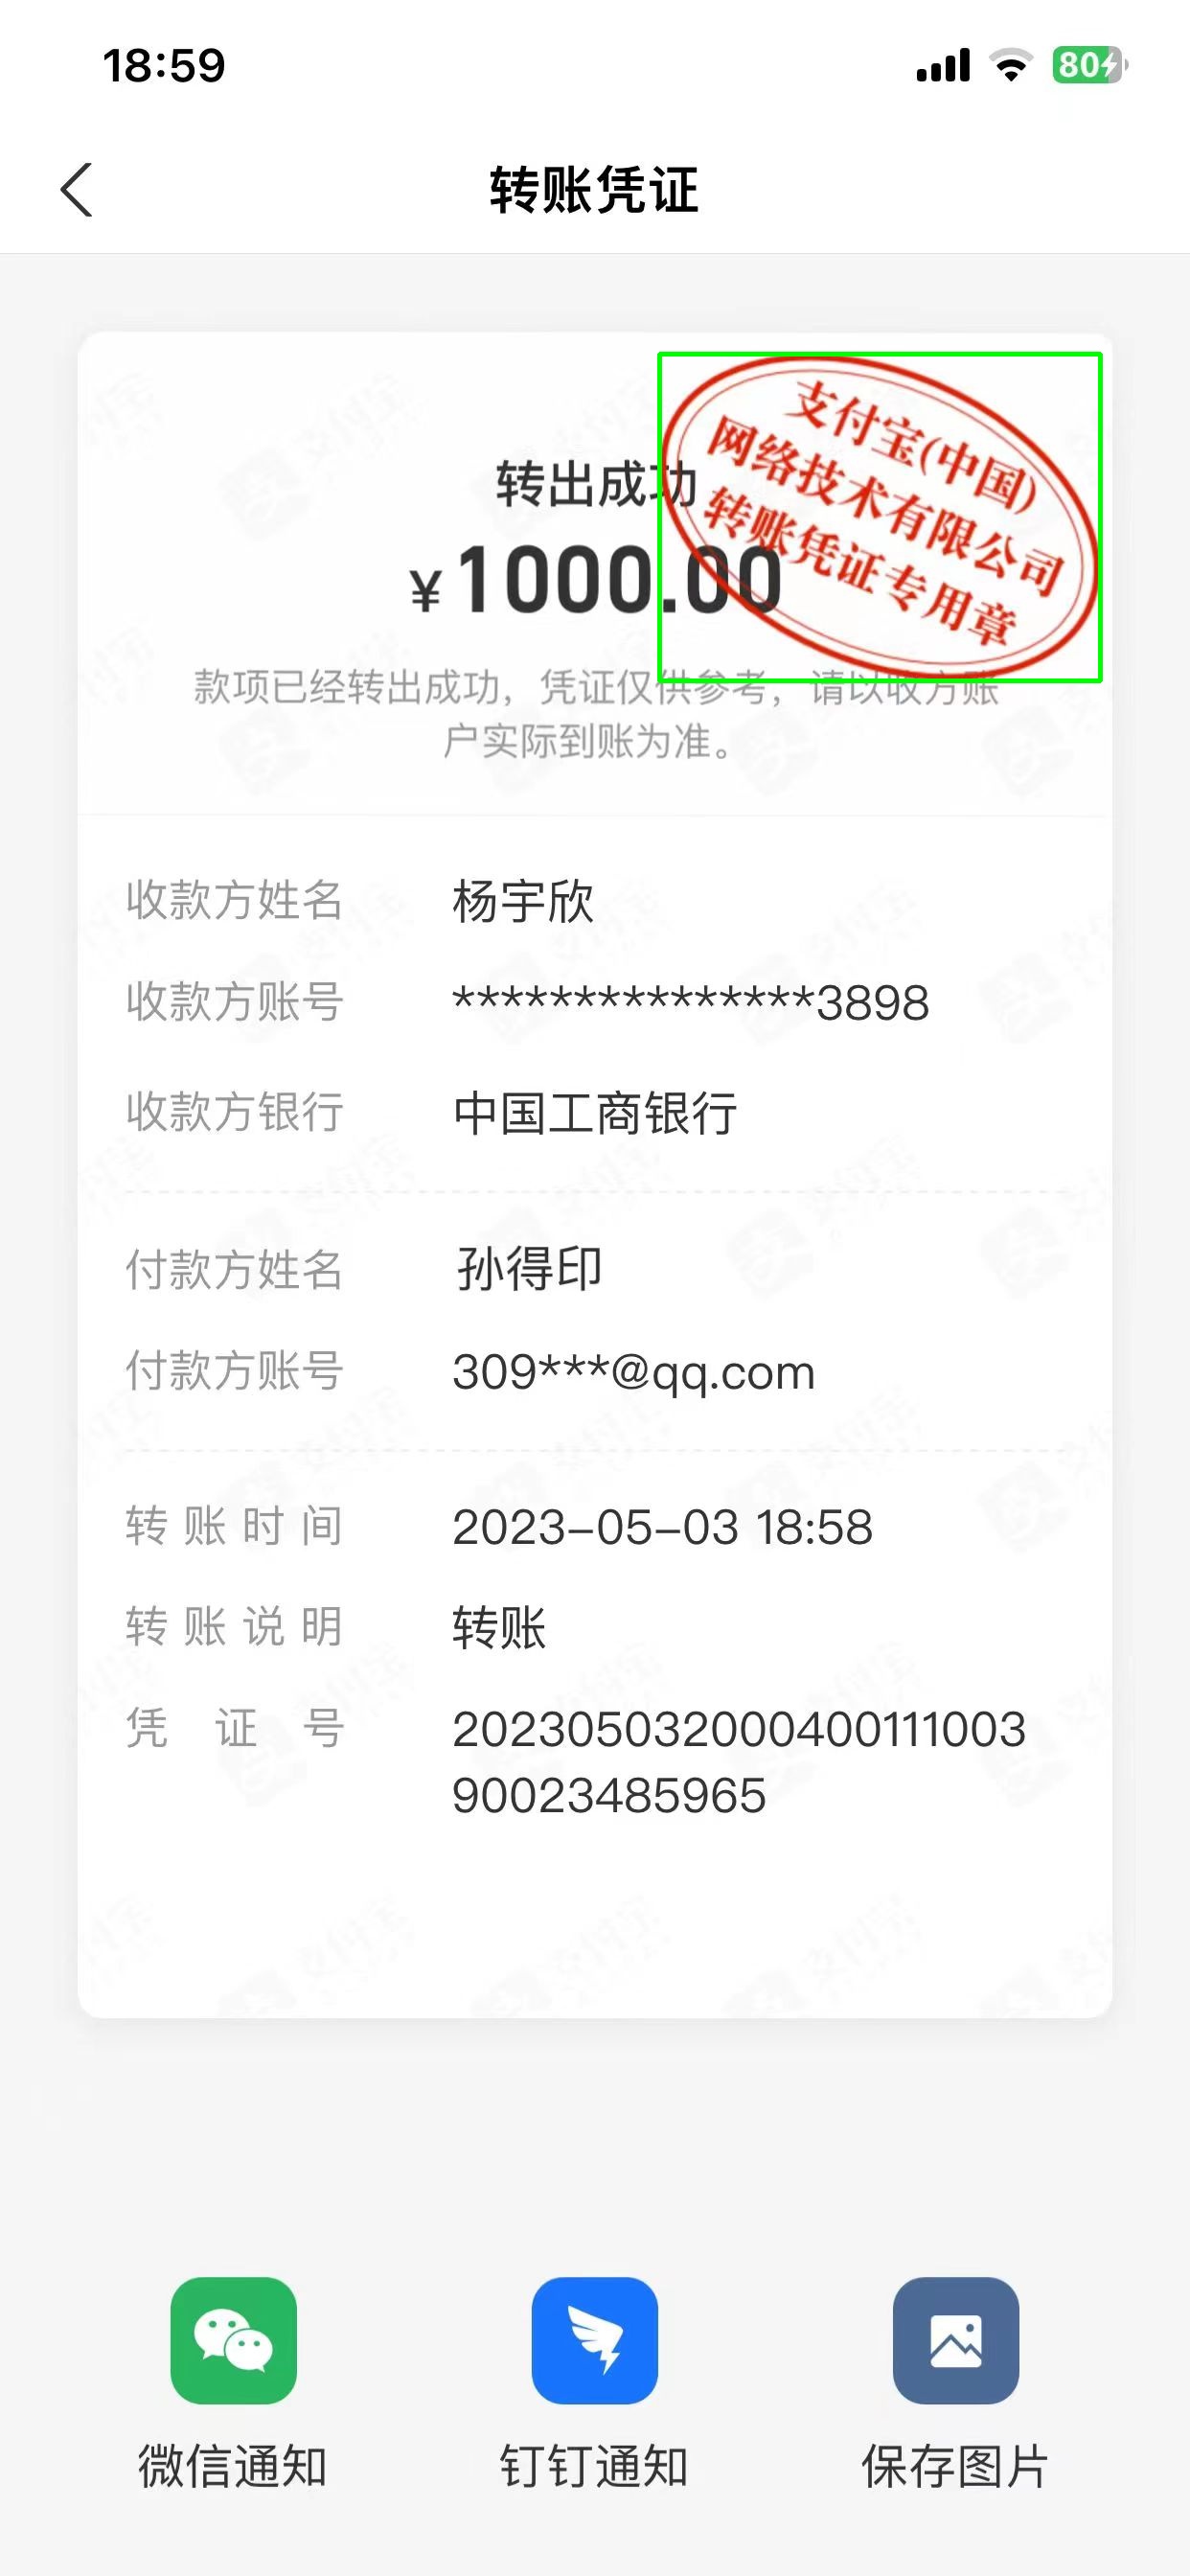 18:59
80
转账凭证
支付宝(中国)
网络技术有限公司
转账凭证专用章
转出成功
¥1000.00
款项已经转出成功，凭证仅供参考，请以收方账
户实际到账为准。
收款方姓名 杨宇欣
收款方账号 ***************3898
收款方银行 中国工商银行
付款方姓名 孙得印
付款方账号 309***@qq.com
转账时间 2023-05-03 18:58
转账说明 转账
凭证号 202305032000400111003
90023485965
微信通知 钉钉通知 保存图片